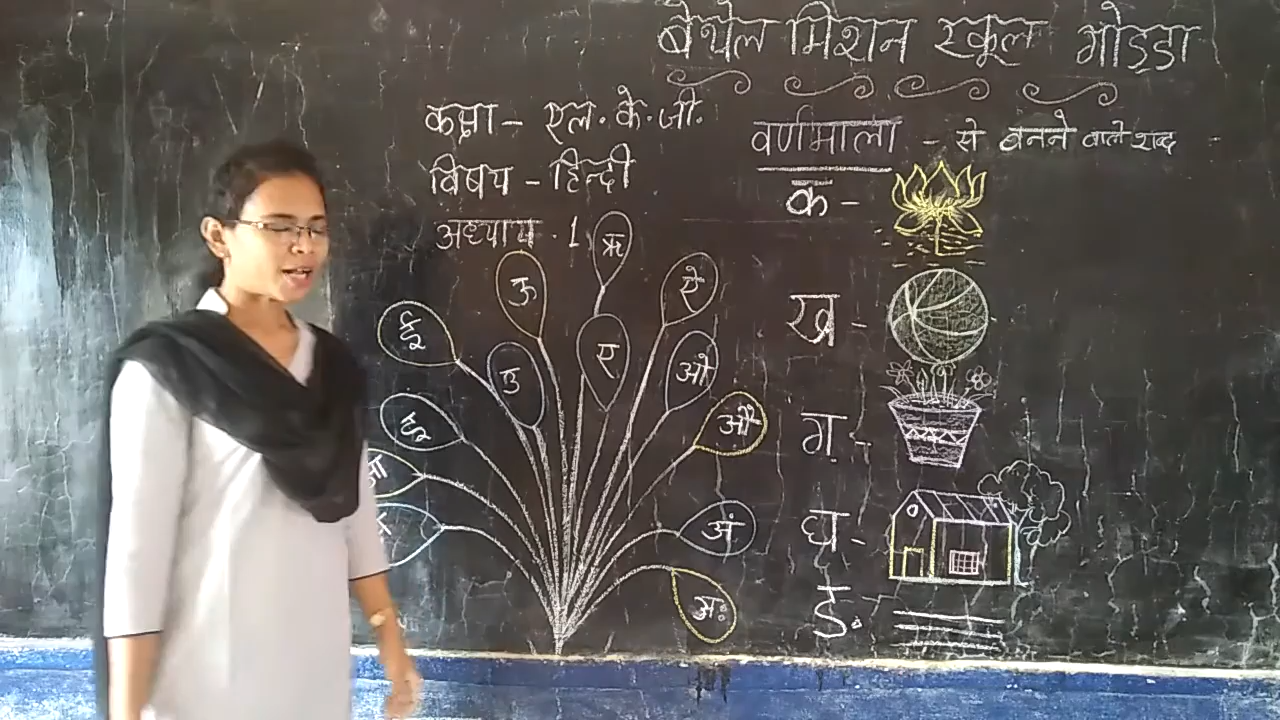 बेथेल मिशन स्कूल गोड्डा
कक्षा - एल. के. जी.
विषय - हिन्दी
अध्याय - 1
वर्णमाला - से बनने वाले शब्द
ऋ
ऊ
ऐ
ई
उ
ए
ओ
इ
औ
अं
अः
क -
ख -
ग -
घ -
ङ